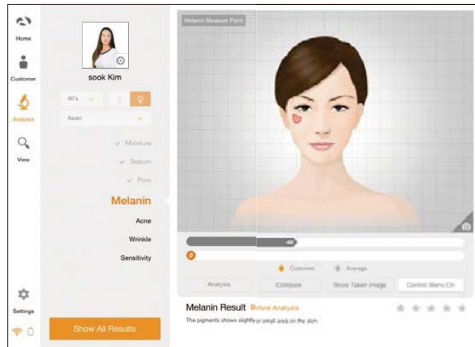 Home
Customer
Analysis
View
Settings
sook Kim
40's
Asian
Moisture
Sebum
Pore
Melanin
Acne
Wrinkle
Sensitivity
Show All Results
Melanin Measure Point
Customer
Average
Analysis
Compare
Show Taken Image
Control Menu On
Melanin Result
Before Analysis
The pigments shows slightly pr small area on the skin.